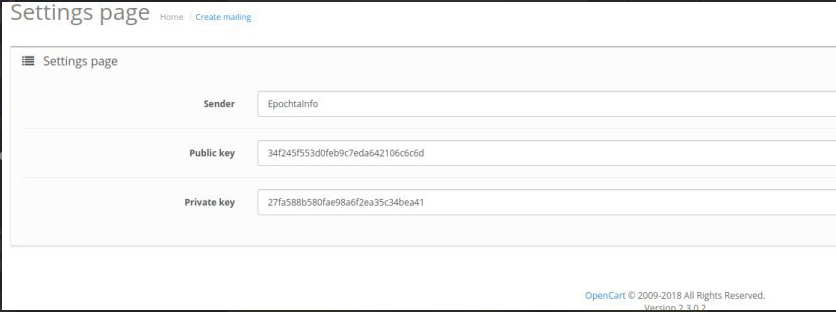 Settings page Home / Create mailing
Settings page
Sender EpochtaInfo
Public key 34f245f553d0feb9c7eda642106c6c6d
Private key 27fa588b580fae98a6f2ea35c34bea41
OpenCart © 2009-2018 All Rights Reserved.
Version 2.3.0.2